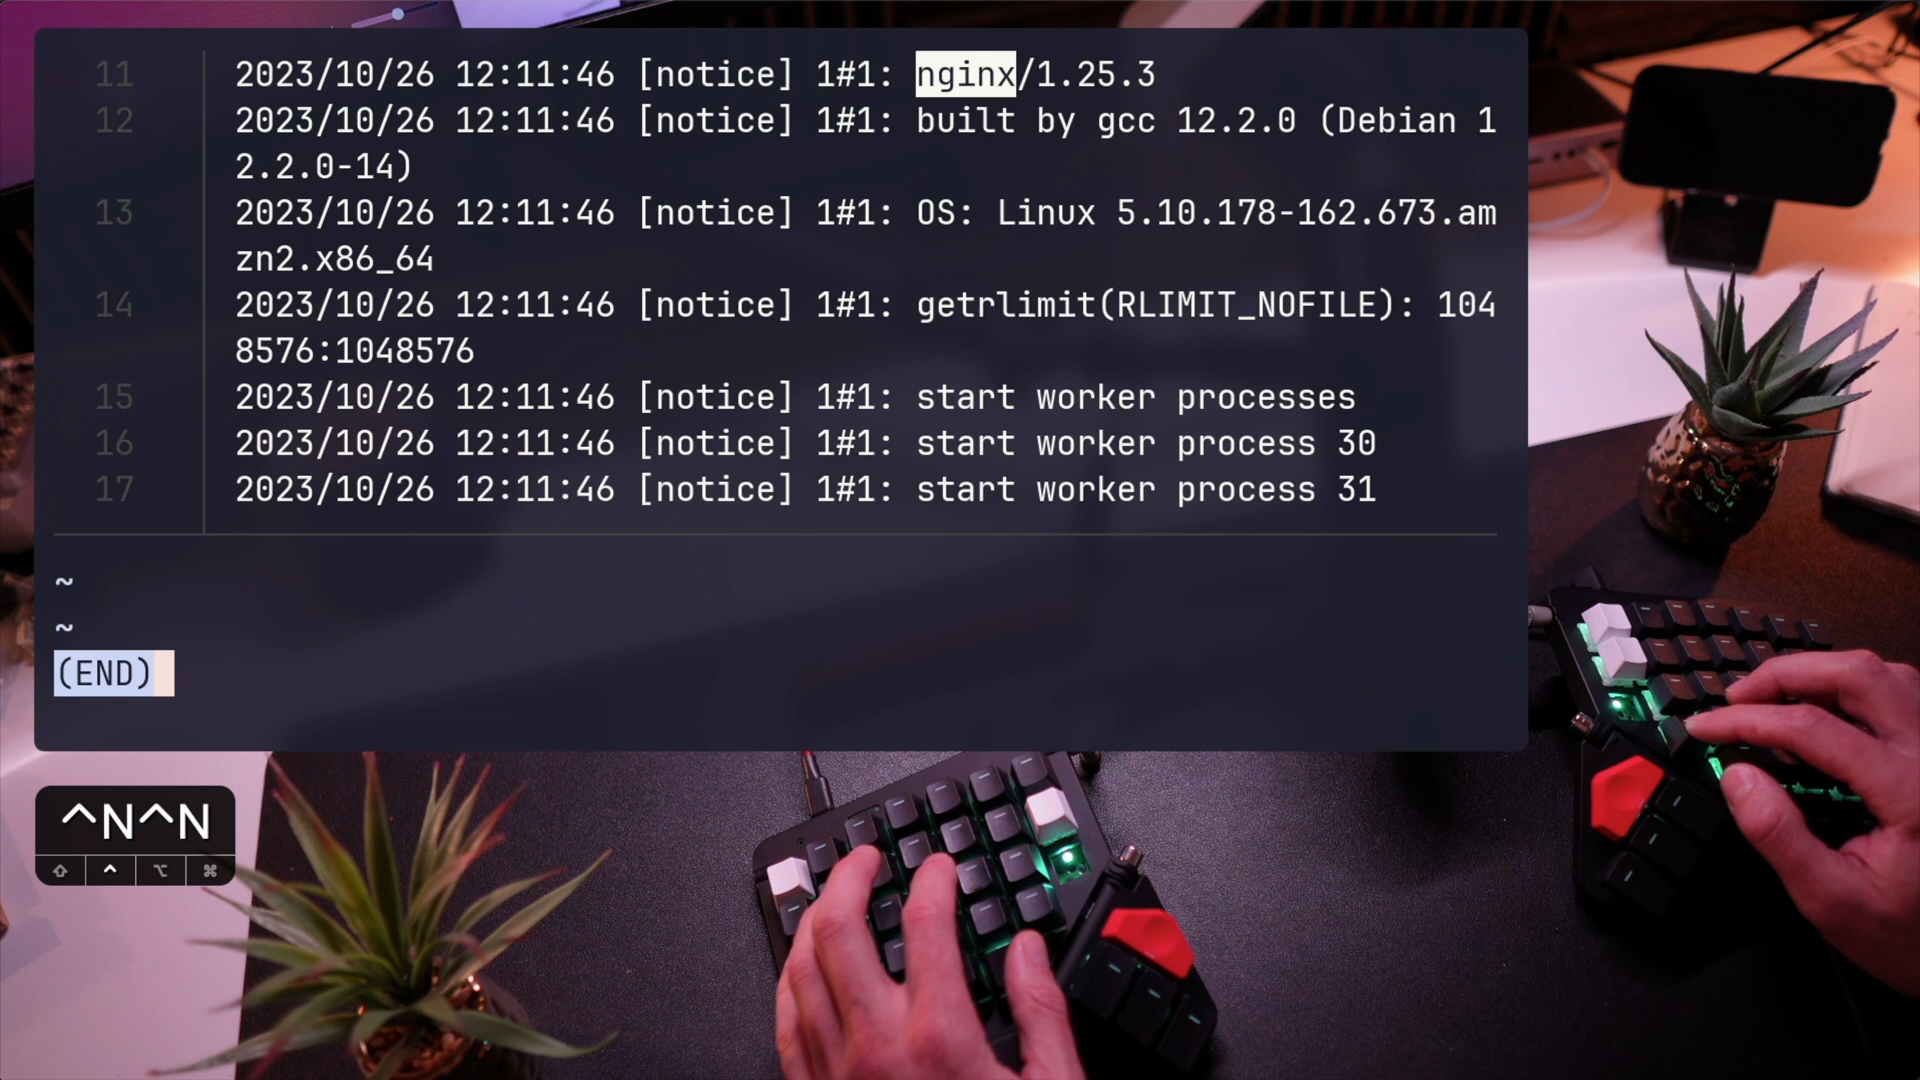 11 2023/10/26 12:11:46 [notice] 1#1: nginx/1.25.3
12 2023/10/26 12:11:46 [notice] 1#1: built by gcc 12.2.0 (Debian 1
2.2.0-14)
13 2023/10/26 12:11:46 [notice] 1#1: OS: Linux 5.10.178-162.673.am
zn2.x86_64
14 2023/10/26 12:11:46 [notice] 1#1: getrlimit(RLIMIT_NOFILE): 104
8576:1048576
15 2023/10/26 12:11:46 [notice] 1#1: start worker processes
16 2023/10/26 12:11:46 [notice] 1#1: start worker process 30
17 2023/10/26 12:11:46 [notice] 1#1: start worker process 31
~
~
(END)
^N^N
⇧ ^ ⌥ ⌘